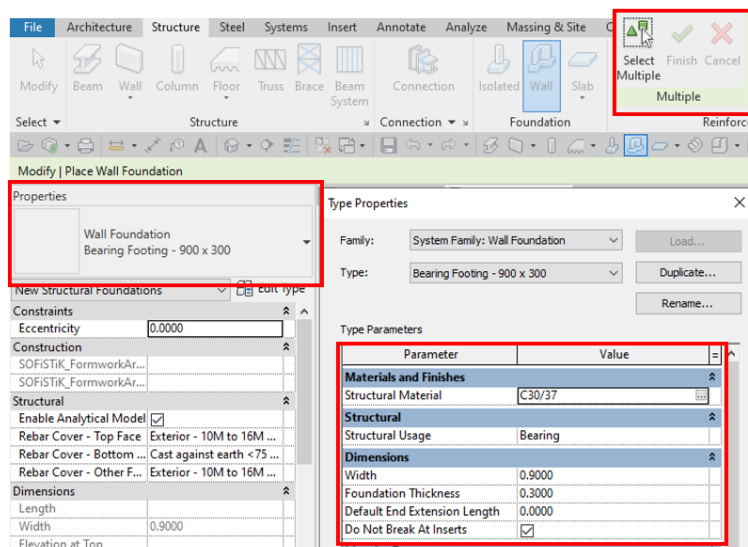 File Architecture Structure Steel Systems Insert Annotate Analyze Massing & Site
Modify Beam Wall Column Floor Truss Brace Beam System Connection Isolated Wall Slab Select Multiple Finish Cancel
Select Structure Connection Foundation Multiple Reinforc
Modify | Place Wall Foundation
Properties
Wall Foundation
Bearing Footing - 900 x 300
New Structural Foundations Edit Type
Constraints
Eccentricity 0.0000
Construction
SOFiSTiK_FormworkAr...
SOFiSTiK_FormworkAr...
Structural
Enable Analytical Model
Rebar Cover - Top Face Exterior - 10M to 16M ...
Rebar Cover - Bottom ... Cast against earth <75 ...
Rebar Cover - Other F... Exterior - 10M to 16M ...
Dimensions
Length
Width 0.9000
Elevation at Top
Type Properties
Family: System Family: Wall Foundation Load...
Type: Bearing Footing - 900 x 300 Duplicate...
Rename...
Type Parameters
Parameter Value =
Materials and Finishes
Structural Material C30/37
Structural
Structural Usage Bearing
Dimensions
Width 0.9000
Foundation Thickness 0.3000
Default End Extension Length 0.0000
Do Not Break At Inserts